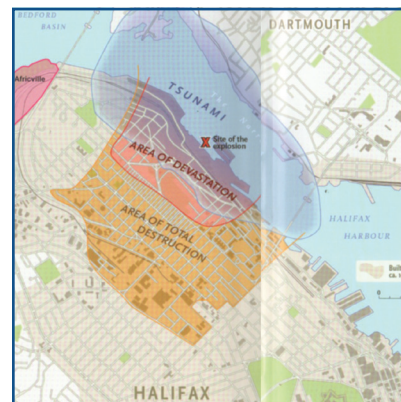 BEDFORD
BASIN
DARTMOUTH
Africville
TSUNAMI
Site of the
explosion
AREA OF DEVASTATION
AREA OF TOTAL
DESTRUCTION
HALIFAX
HARBOUR
HALIFAX